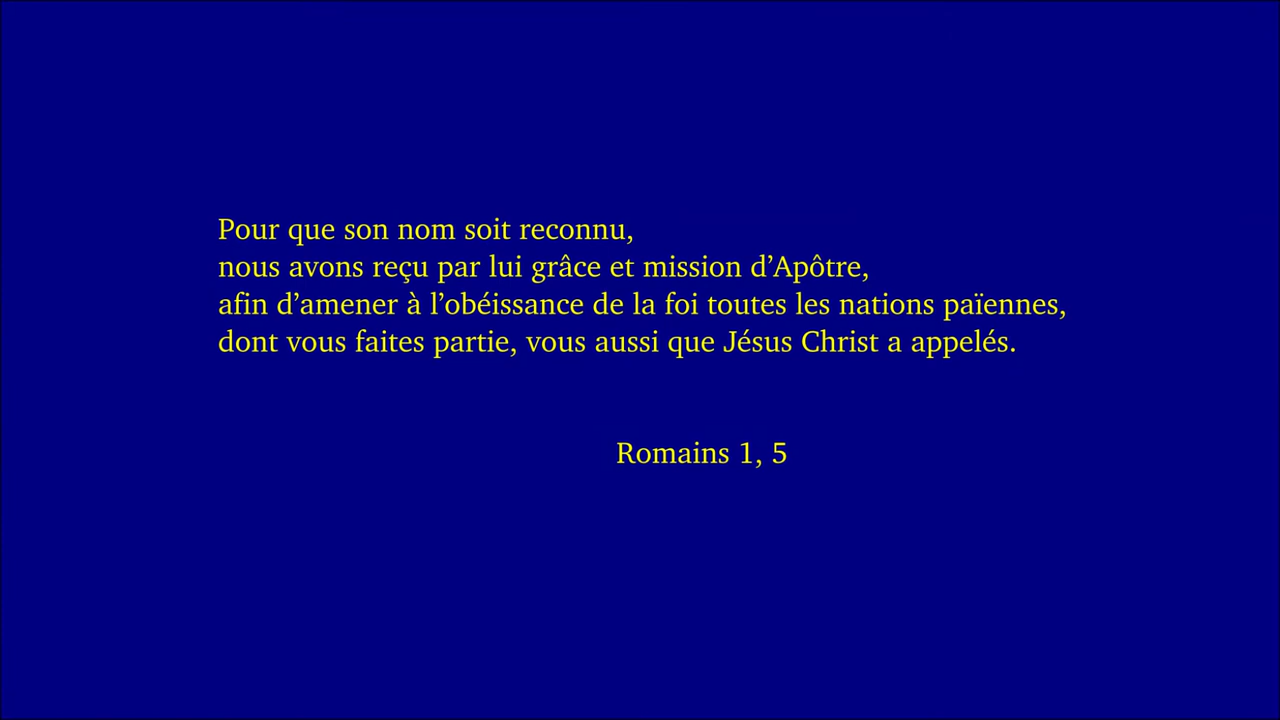 Pour que son nom soit reconnu,
nous avons reçu par lui grâce et mission d’Apôtre,
afin d’amener à l’obéissance de la foi toutes les nations païennes,
dont vous faites partie, vous aussi que Jésus Christ a appelés.
Romains 1, 5